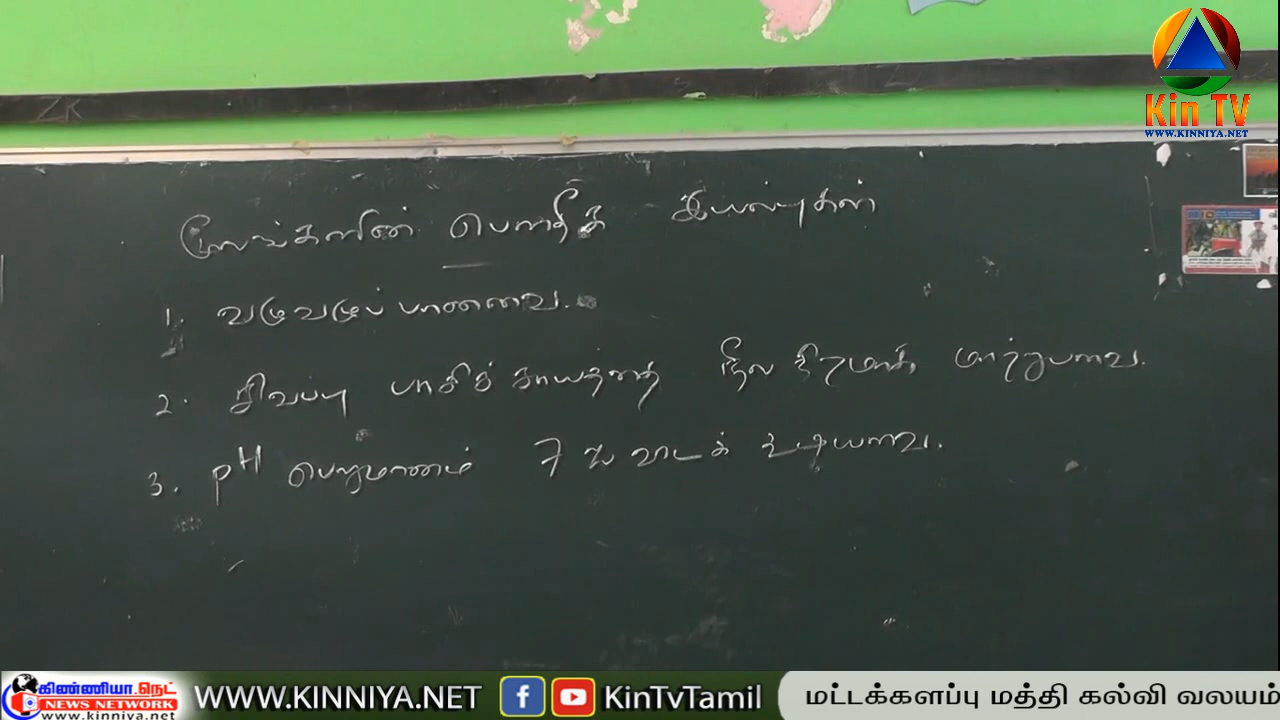 Kin TV
WWW.KINNIYA.NET
மூலங்களின் பௌதீக இயல்புகள்
1. வழுவழுப்பானவை.
2. சிவப்பு பாசிச்சாயத்தை நீல நிறமாக மாற்றுபவை.
3. pH பெறுமானம் 7 ஐ விடக் கூடியவை.
கிண்ணியா.நெட்
NEWS NETWORK
www.kinniya.net
WWW.KINNIYA.NET
KinTvTamil
மட்டக்களப்பு மத்தி கல்வி வலயம்